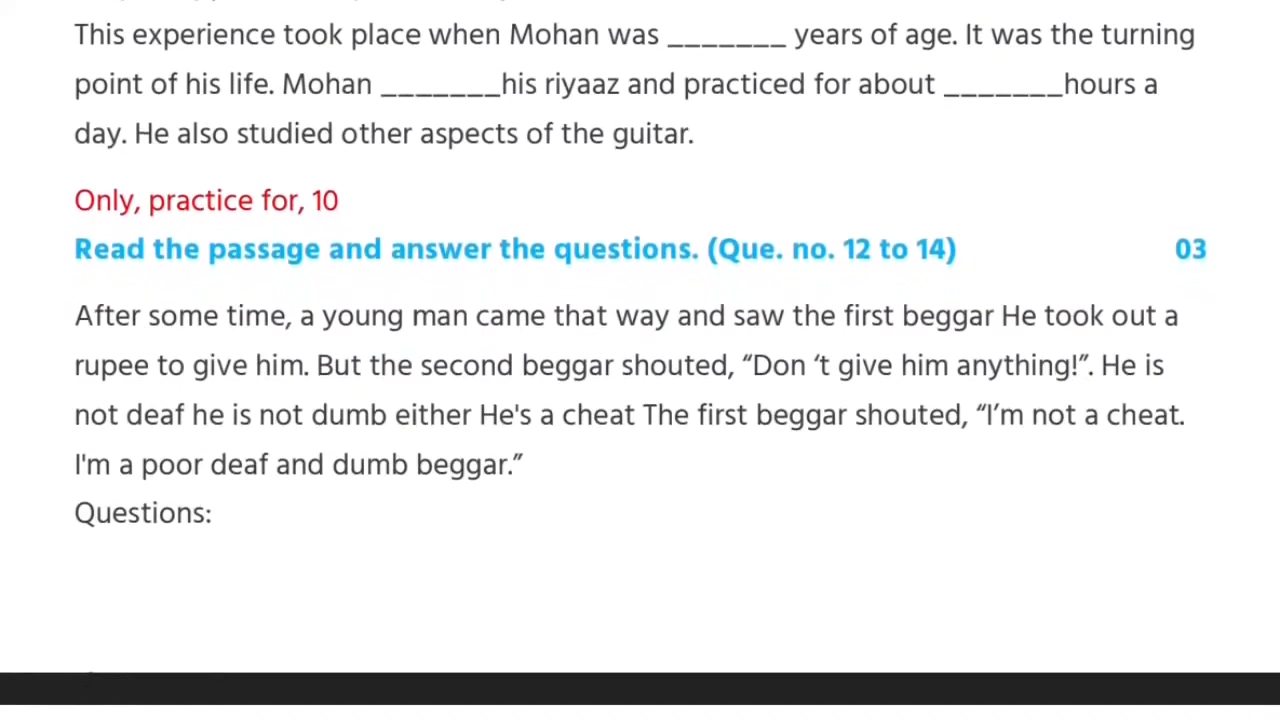 This experience took place when Mohan was _______ years of age. It was the turning
point of his life. Mohan _______his riyaaz and practiced for about _______hours a
day. He also studied other aspects of the guitar.
Only, practice for, 10
Read the passage and answer the questions. (Que. no. 12 to 14) 03
After some time, a young man came that way and saw the first beggar He took out a
rupee to give him. But the second beggar shouted, “Don ‘t give him anything!”. He is
not deaf he is not dumb either He's a cheat The first beggar shouted, “I’m not a cheat.
I'm a poor deaf and dumb beggar.”
Questions: